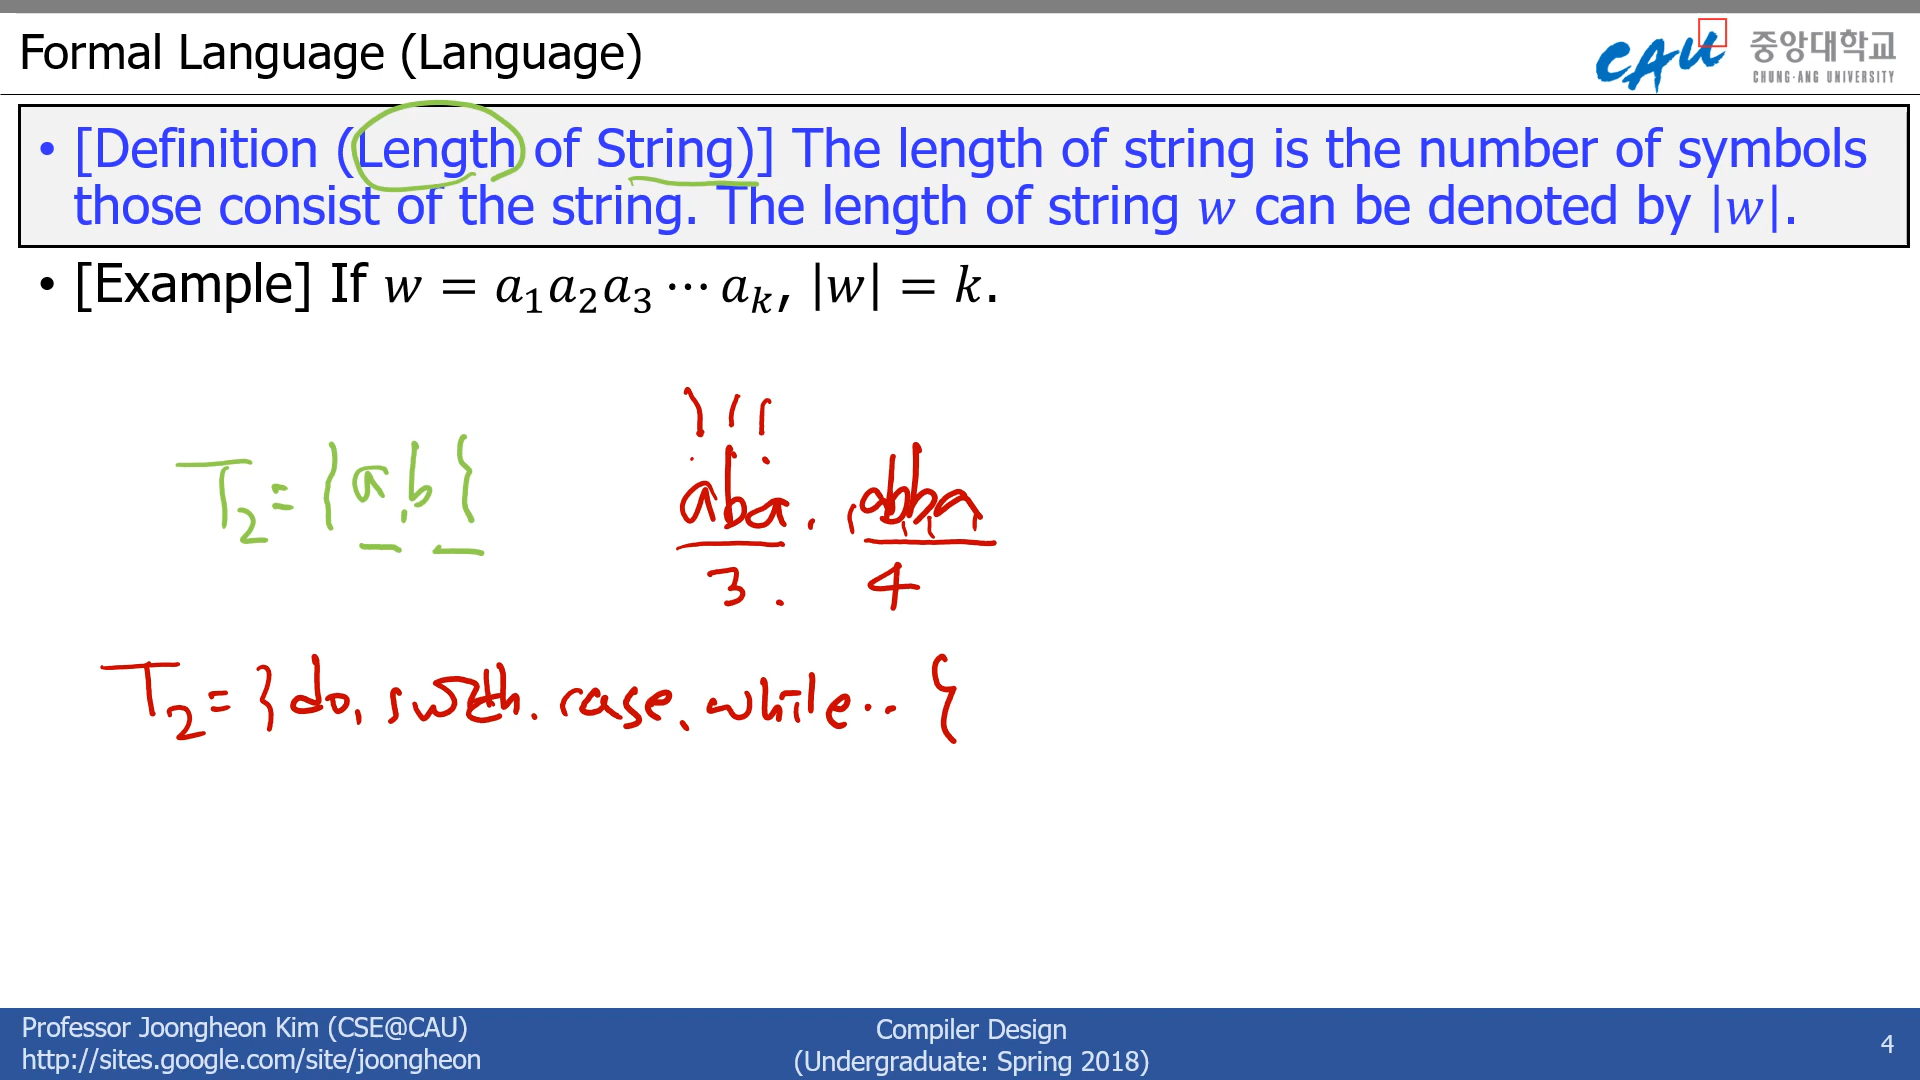 Formal Language (Language)
CAU 중앙대학교
CHUNG-ANG UNIVERSITY
• [Definition (Length of String)] The length of string is the number of symbols
those consist of the string. The length of string w can be denoted by |w|.
• [Example] If w = a₁a₂a₃ ⋯ aₖ, |w| = k.
T₂ = {a, b}
aba, abba
3. 4
T₂ = {do, switch, case, while ..}
Professor Joongheon Kim (CSE@CAU)
http://sites.google.com/site/joongheon
Compiler Design
(Undergraduate: Spring 2018)
4